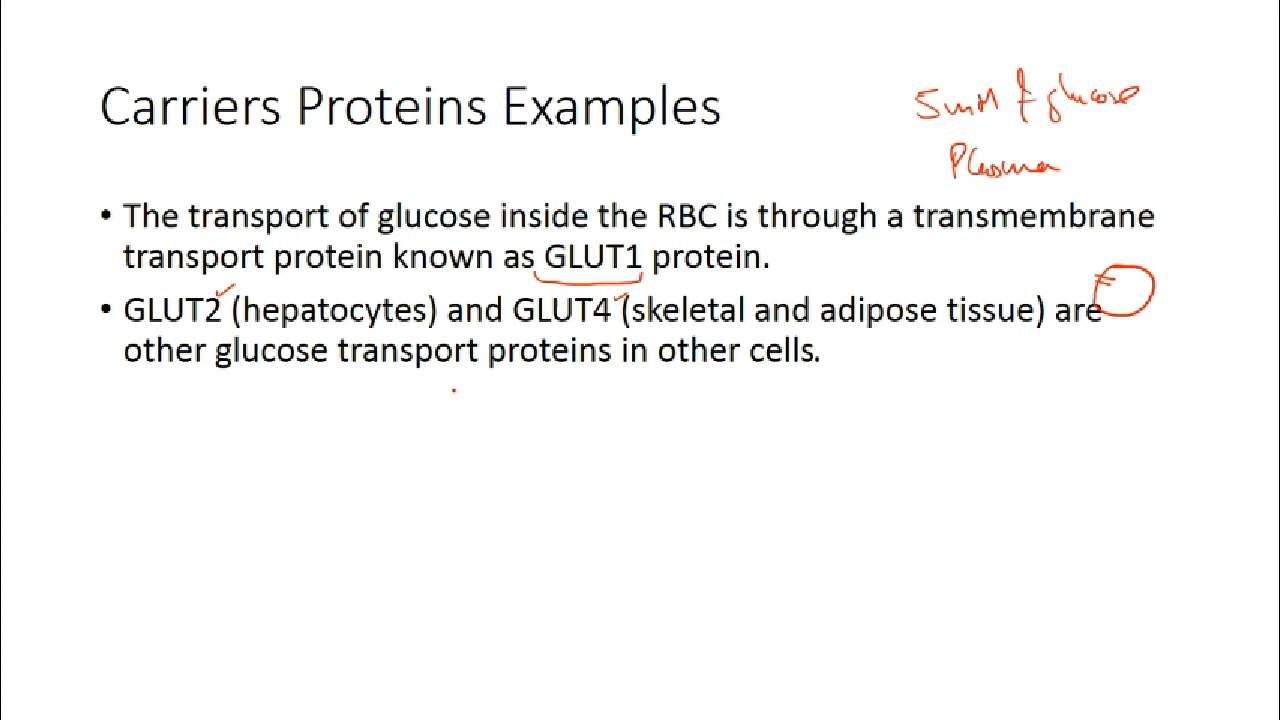 Carriers Proteins Examples
5mM of glucose
Plasma
• The transport of glucose inside the RBC is through a transmembrane
transport protein known as GLUT1 protein.
• GLUT2 (hepatocytes) and GLUT4 (skeletal and adipose tissue) are
other glucose transport proteins in other cells.